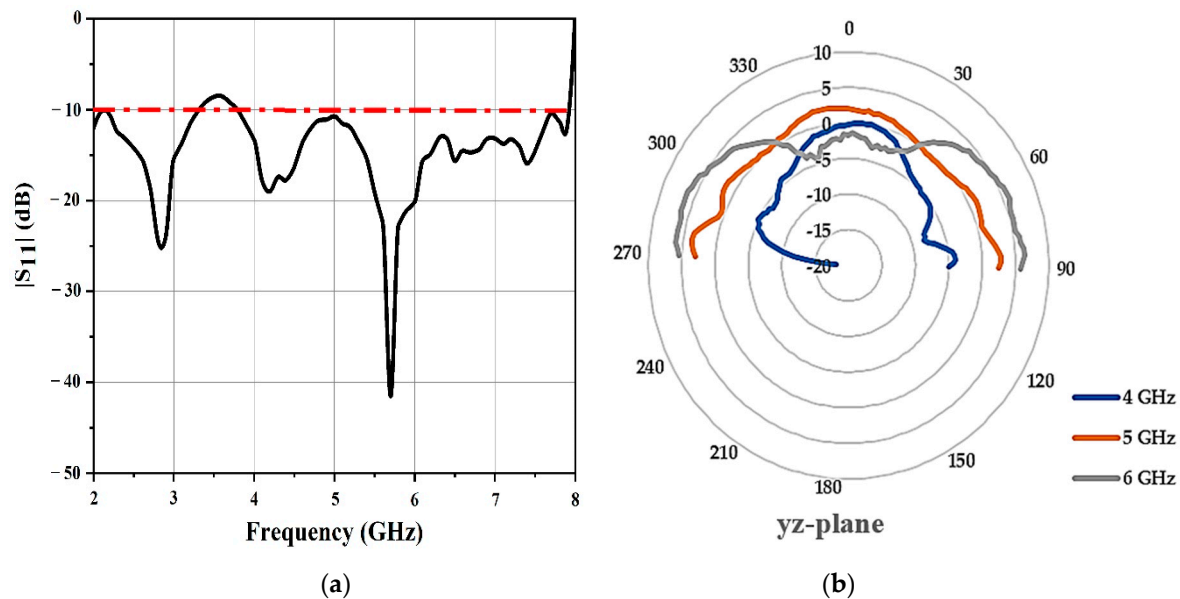 0
−10
−20
−30
−40
−50
|S11| (dB)
2 3 4 5 6 7 8
Frequency (GHz)
(a)
0
30
60
90
120
150
180
210
240
270
300
330
10
5
0
-5
-10
-15
-20
4 GHz
5 GHz
6 GHz
yz-plane
(b)